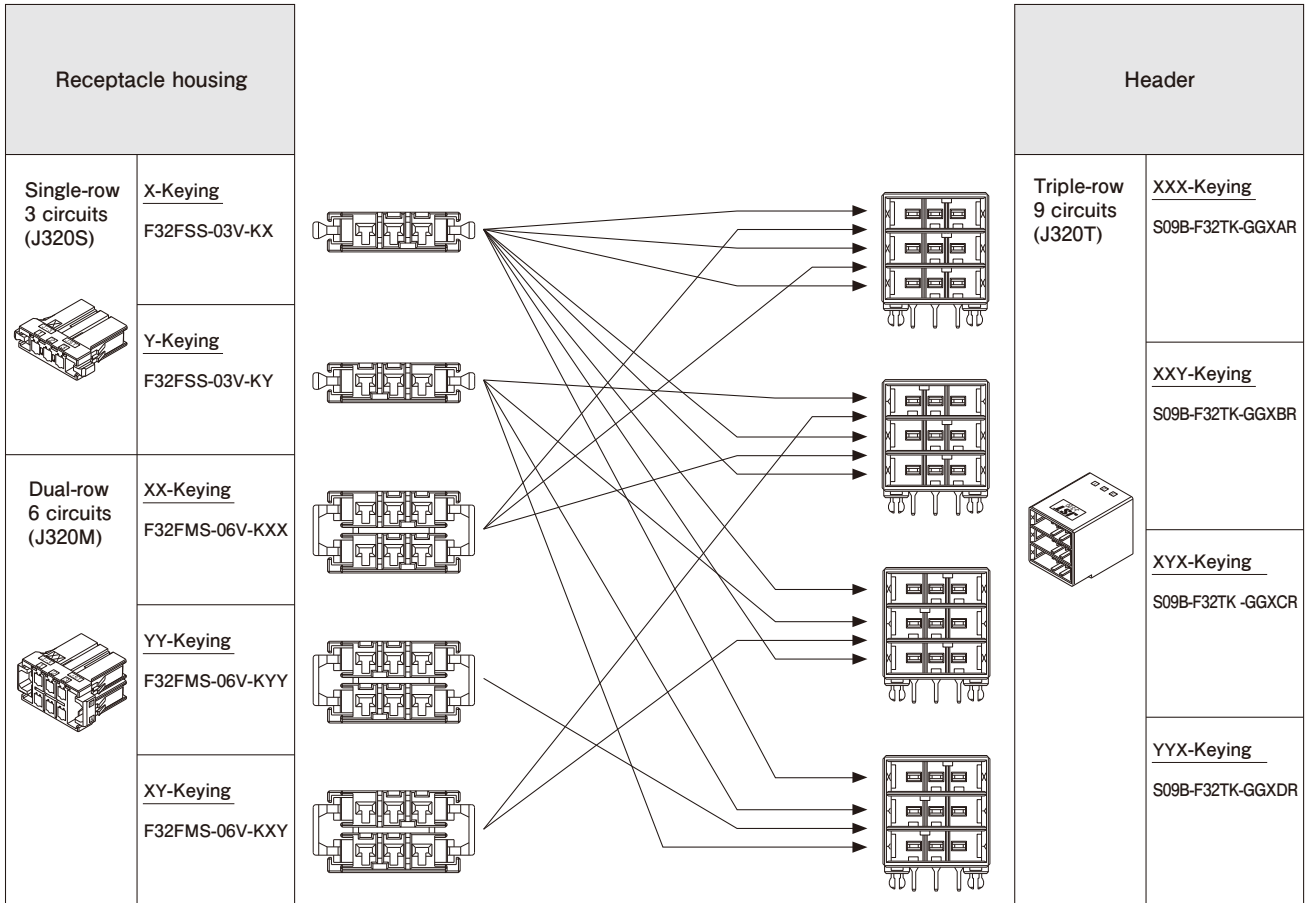 Receptacle housing
Header
Single-row
3 circuits
(J320S)
X-Keying
F32FSS-03V-KX
Y-Keying
F32FSS-03V-KY
Dual-row
6 circuits
(J320M)
XX-Keying
F32FMS-06V-KXX
YY-Keying
F32FMS-06V-KYY
XY-Keying
F32FMS-06V-KXY
Triple-row
9 circuits
(J320T)
XXX-Keying
S09B-F32TK-GGXAR
XXY-Keying
S09B-F32TK-GGXBR
JST
XYX-Keying
S09B-F32TK -GGXCR
YYX-Keying
S09B-F32TK-GGXDR